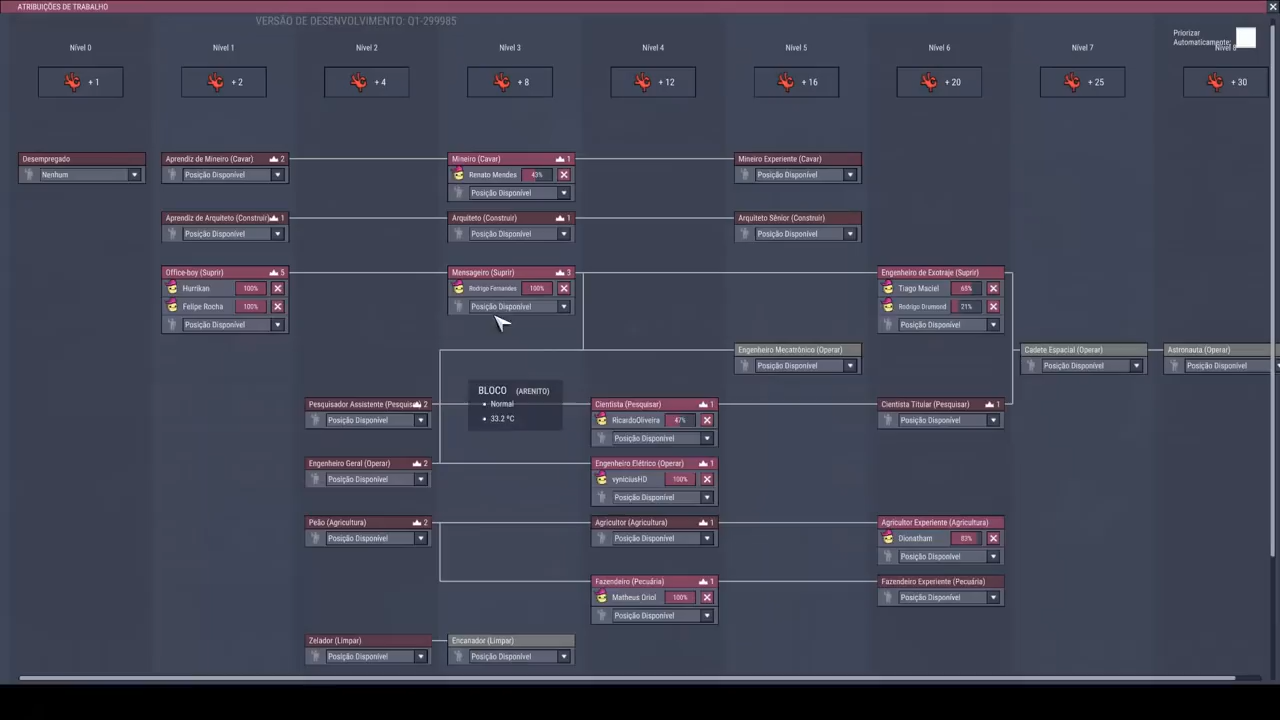 ATRIBUIÇÕES DE TRABALHO
VERSÃO DE DESENVOLVIMENTO: Q1-299985
Priorizar
Automaticamente:
Nível 0
Nível 1
Nível 2
Nível 3
Nível 4
Nível 5
Nível 6
Nível 7
+ 1
+ 2
+ 4
+ 8
+ 12
+ 16
+ 20
+ 25
+ 30
Desempregado
Nenhum
Aprendiz de Mineiro (Cavar) 2
Posição Disponível
Mineiro (Cavar) 1
Renato Mendes 43%
Posição Disponível
Mineiro Experiente (Cavar)
Posição Disponível
Aprendiz de Arquiteto (Construir) 1
Posição Disponível
Arquiteto (Construir) 1
Posição Disponível
Arquiteto Sênior (Construir)
Posição Disponível
Office-boy (Suprir) 5
Hurrikan 100%
Felipe Rocha 100%
Posição Disponível
Mensageiro (Suprir) 3
Rodrigo Fernandes 100%
Posição Disponível
Engenheiro de Exotraje (Suprir)
Tiago Maciel 65%
Rodrigo Drumond 21%
Posição Disponível
Engenheiro Mecatrônico (Operar)
Posição Disponível
Cadete Espacial (Operar)
Posição Disponível
Astronauta (Operar)
Posição Disponível
BLOCO (ARENITO)
• Normal
• 33.2 ºC
Pesquisador Assistente (Pesquisar 2
Posição Disponível
Cientista (Pesquisar) 1
RicardoOliveira 47%
Posição Disponível
Cientista Titular (Pesquisar) 1
Posição Disponível
Engenheiro Geral (Operar) 2
Posição Disponível
Engenheiro Elétrico (Operar) 1
vyniciusHD 100%
Posição Disponível
Peão (Agricultura) 2
Posição Disponível
Agricultor (Agricultura) 1
Posição Disponível
Agricultor Experiente (Agricultura)
Dionatham 83%
Posição Disponível
Fazendeiro (Pecuária) 1
Matheus Oriol 100%
Posição Disponível
Fazendeiro Experiente (Pecuária)
Posição Disponível
Zelador (Limpar)
Posição Disponível
Encanador (Limpar)
Posição Disponível